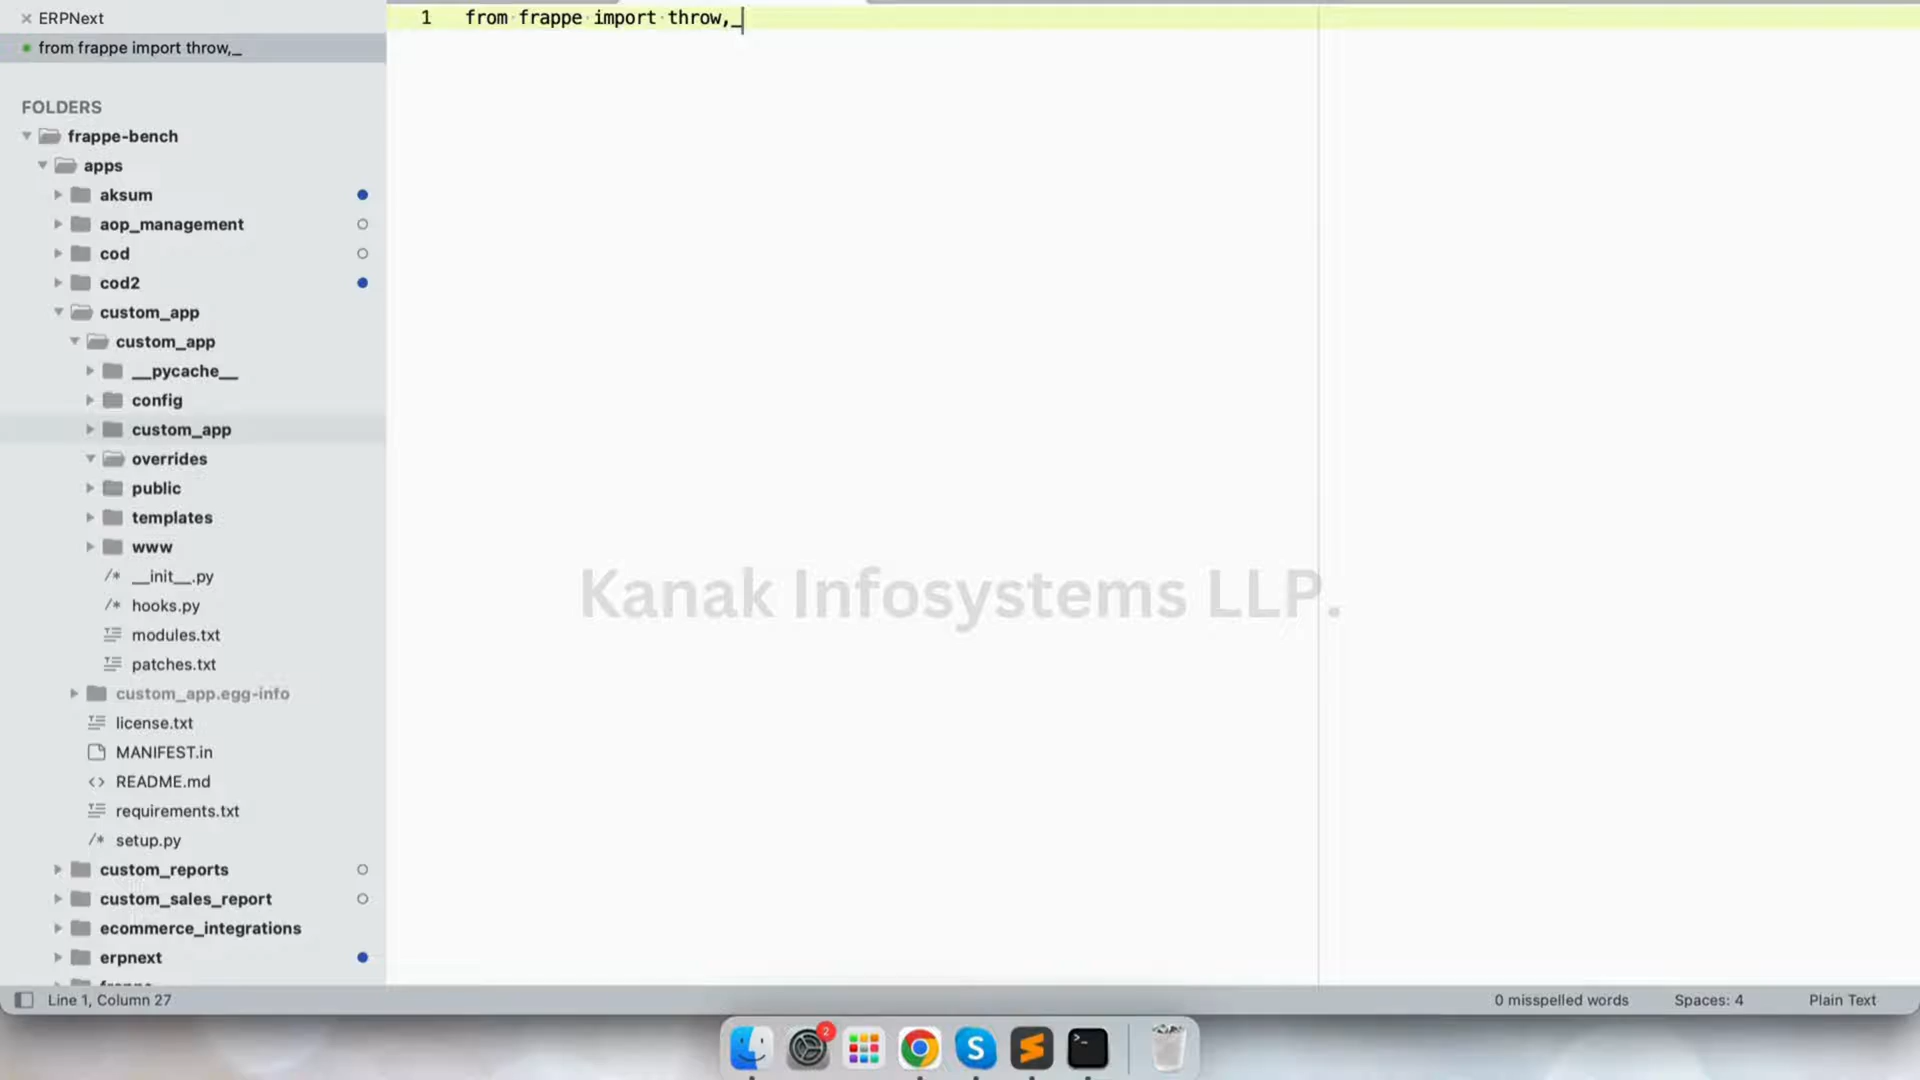 ERPNext
from frappe import throw,_
FOLDERS
frappe-bench
apps
aksum
aop_management
cod
cod2
custom_app
custom_app
__pycache__
config
custom_app
overrides
public
templates
www
/* __init__.py
/* hooks.py
modules.txt
patches.txt
custom_app.egg-info
license.txt
MANIFEST.in
<> README.md
requirements.txt
/* setup.py
custom_reports
custom_sales_report
ecommerce_integrations
erpnext
1 from frappe import throw,_
Kanak Infosystems LLP.
Line 1, Column 27
0 misspelled words
Spaces: 4
Plain Text
2
S